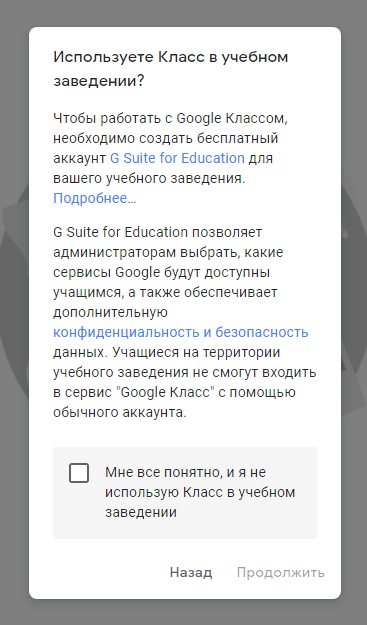 Используете Класс в учебном
заведении?
Чтобы работать с Google Классом,
необходимо создать бесплатный
аккаунт G Suite for Education для
вашего учебного заведения.
Подробнее…
G Suite for Education позволяет
администраторам выбрать, какие
сервисы Google будут доступны
учащимся, а также обеспечивает
дополнительную
конфиденциальность и безопасность
данных. Учащиеся на территории
учебного заведения не смогут входить
в сервис "Google Класс" с помощью
обычного аккаунта.
Мне все понятно, и я не
использую Класс в учебном
заведении
Назад Продолжить